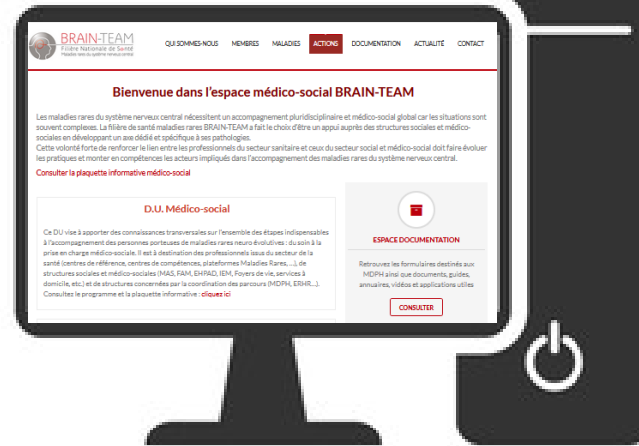 BRAIN-TEAM
Filière Nationale de Santé
Maladies rares du système nerveux central
QUI SOMMES-NOUS MEMBRES MALADIES ACTIONS DOCUMENTATION ACTUALITÉ CONTACT
Bienvenue dans l'espace médico-social BRAIN-TEAM
Les maladies rares du système nerveux central nécessitent un accompagnement pluridisciplinaire et médico-social global car les situations sont
souvent complexes. La filière de santé maladies rares BRAIN-TEAM a fait le choix d'être un appui auprès des structures sociales et médico-
sociales en développant un axe dédié et spécifique à ses pathologies.
Cette volonté forte de renforcer le lien entre les professionnels du secteur sanitaire et ceux du secteur social et médico-social doit faire évoluer
les pratiques et monter en compétences les acteurs impliqués dans l'accompagnement des maladies rares du système nerveux central.
Consulter la plaquette informative médico-social
D.U. Médico-social
Ce DU vise à apporter des connaissances transversales sur l'ensemble des étapes indispensables
à l'accompagnement des personnes porteuses de maladies rares neuro évolutives : du soin à la
prise en charge médico-sociale. Il est à destination des professionnels issus du secteur de la
santé (centres de référence, centres de compétences, plateformes Maladies Rares, ...), de
structures sociales et médico-sociales (MAS, FAM, EHPAD, IEM, Foyers de vie, services à
domicile, etc.) et de structures concernées par la coordination des parcours (MDPH, ERHR...).
Consultez le programme et la plaquette informative : cliquez ici
ESPACE DOCUMENTATION
Retrouvez les formulaires destinés aux
MDPH ainsi que documents, guides,
annuaires, vidéos et applications utiles
CONSULTER